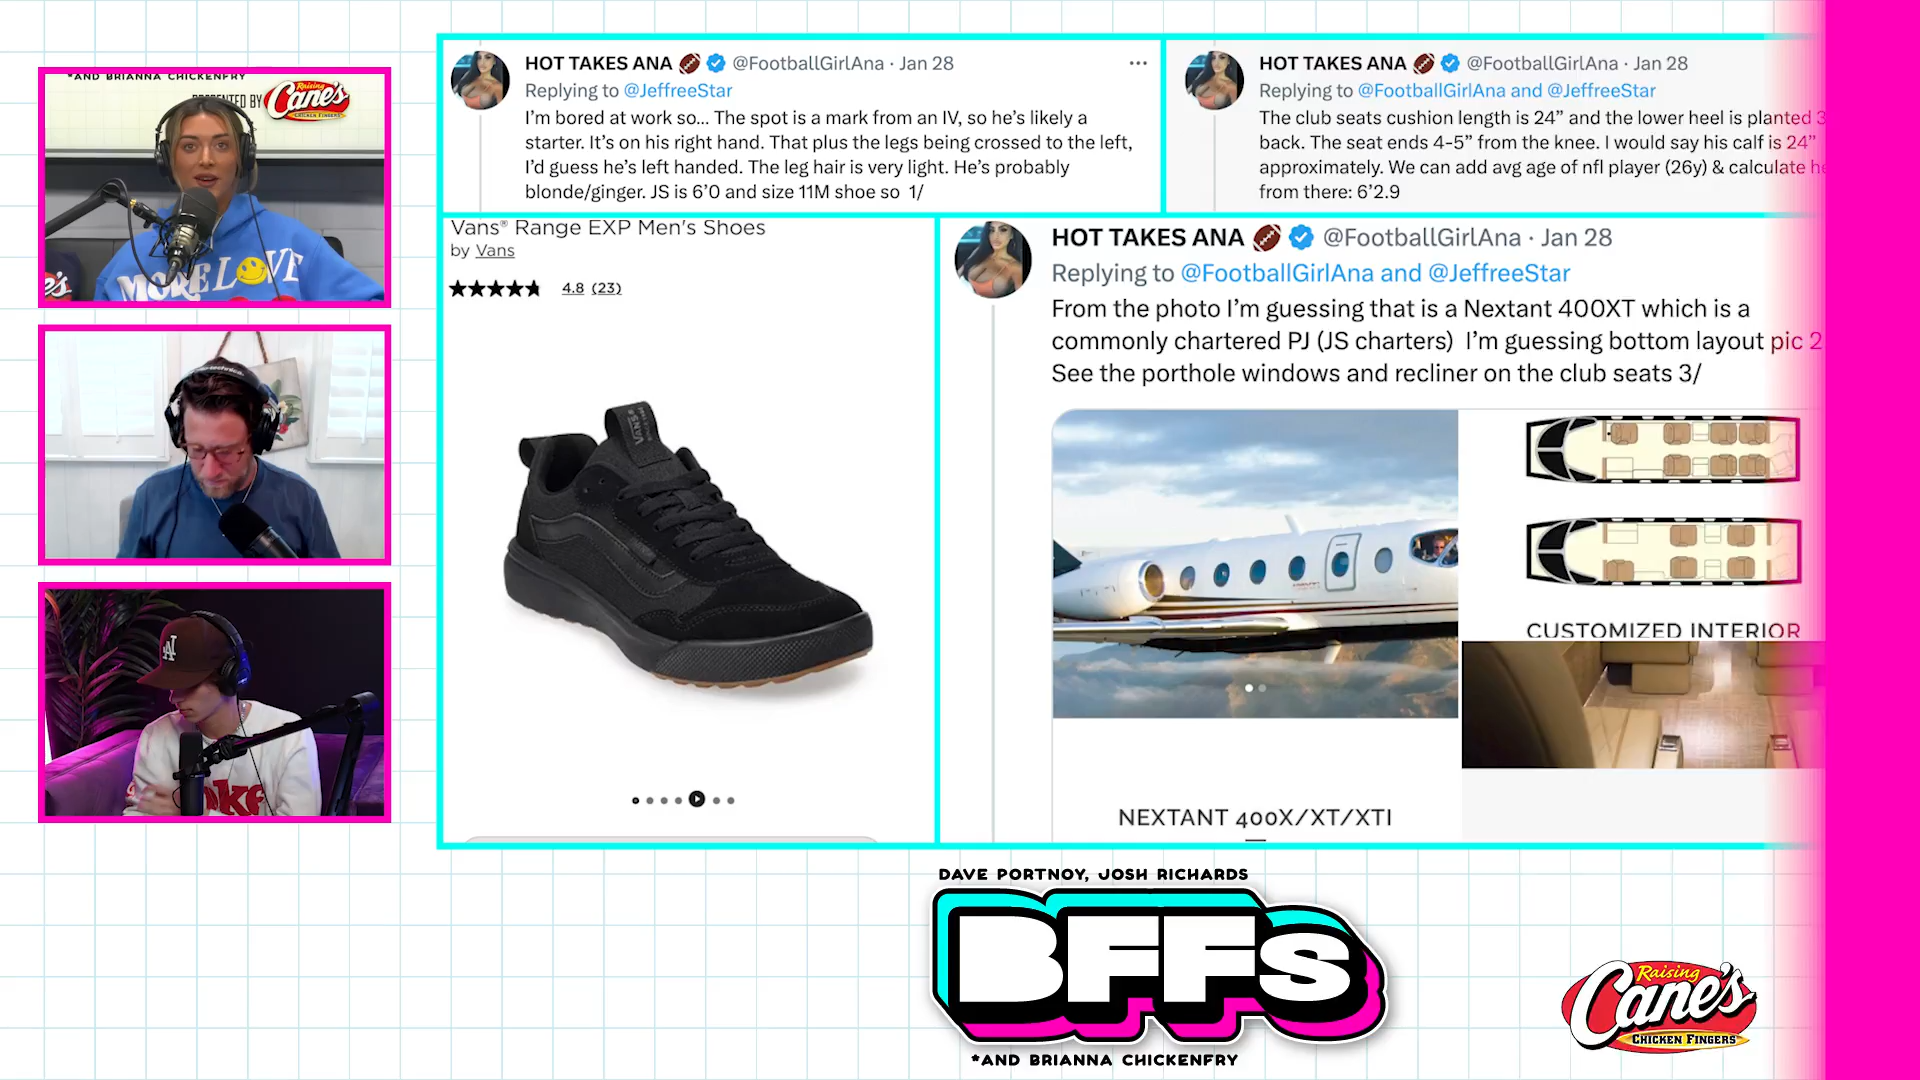 *AND BRIANNA CHICKENFRY
PRESENTED BY
Raising
Cane's
CHICKEN FINGERS
MORE LOVE
HOT TAKES ANA 🏈 @FootballGirlAna · Jan 28
Replying to @JeffreeStar
I'm bored at work so... The spot is a mark from an IV, so he's likely a
starter. It's on his right hand. That plus the legs being crossed to the left,
I'd guess he's left handed. The leg hair is very light. He's probably
blonde/ginger. JS is 6'0 and size 11M shoe so 1/
HOT TAKES ANA 🏈 @FootballGirlAna · Jan 28
Replying to @FootballGirlAna and @JeffreeStar
The club seats cushion length is 24” and the lower heel is planted 3
back. The seat ends 4-5” from the knee. I would say his calf is 24”
approximately. We can add avg age of nfl player (26y) & calculate he
from there: 6'2.9
Vans® Range EXP Men's Shoes
by Vans
4.8 (23)
VANS
HOT TAKES ANA 🏈 @FootballGirlAna · Jan 28
Replying to @FootballGirlAna and @JeffreeStar
From the photo I'm guessing that is a Nextant 400XT which is a
commonly chartered PJ (JS charters) I'm guessing bottom layout pic 2
See the porthole windows and recliner on the club seats 3/
CUSTOMIZED INTERIOR
NEXTANT 400X/XT/XTI
DAVE PORTNOY, JOSH RICHARDS
BFFs
*AND BRIANNA CHICKENFRY
Raising
Cane's
CHICKEN FINGERS